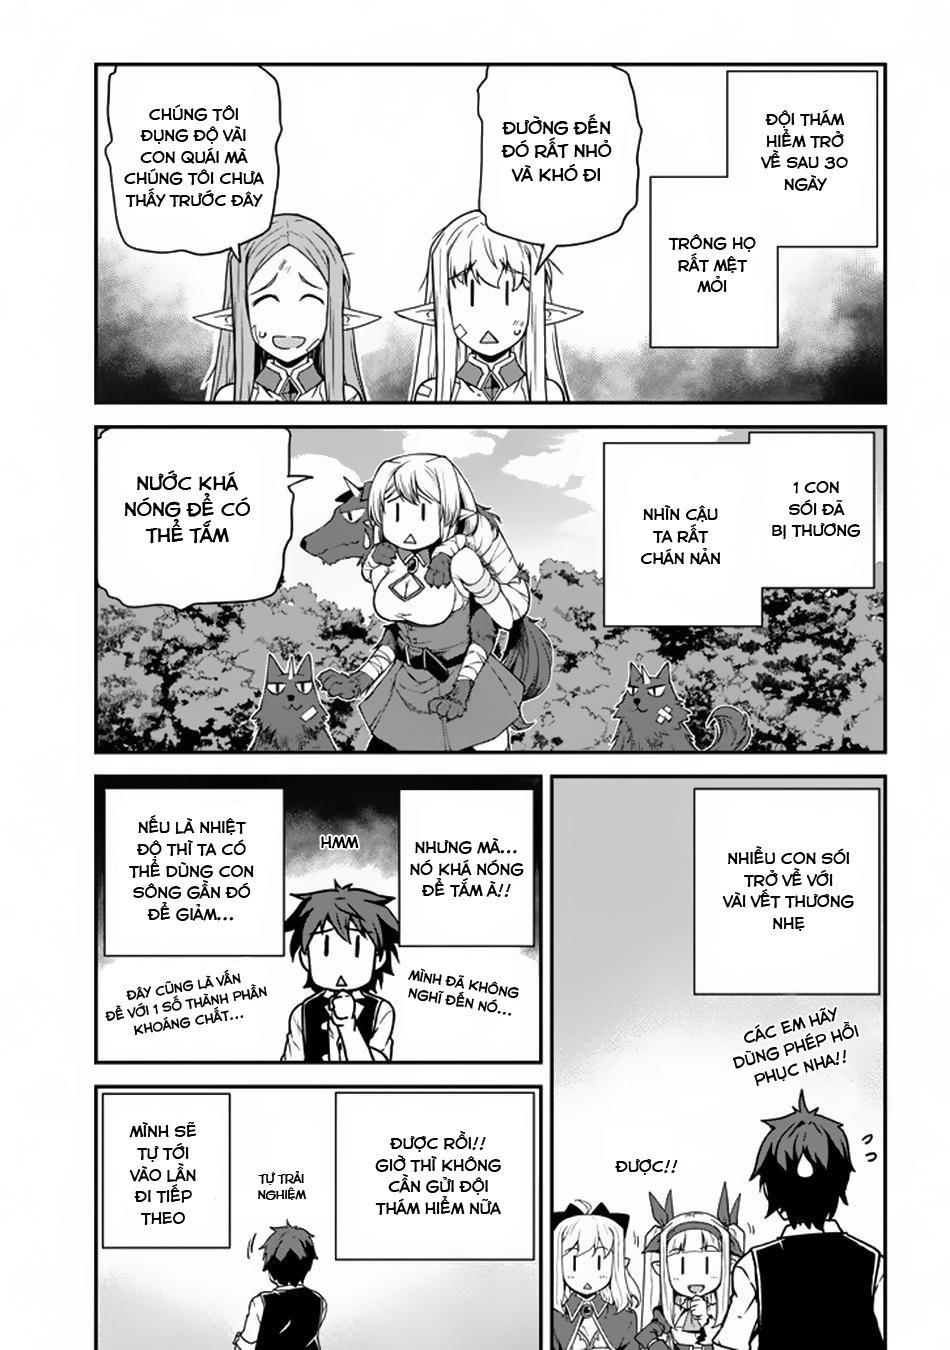 ĐỘI THÁM
HIỂM TRỞ
VỀ SAU 30
NGÀY
TRÔNG HỌ
RẤT MỆT
MỎI
ĐƯỜNG ĐẾN
ĐÓ RẤT NHỎ
VÀ KHÓ ĐI
CHÚNG TÔI
ĐỤNG ĐỘ VÀI
CON QUÁI MÀ
CHÚNG TÔI CHƯA
THẤY TRƯỚC ĐÂY
1 CON
SÓI ĐÃ
BỊ THƯƠNG
NHÌN CẬU
TA RẤT
CHÁN NẢN
NƯỚC KHÁ
NÓNG ĐỂ CÓ
THỂ TẮM
NHIỀU CON SÓI
TRỞ VỀ VỚI
VÀI VẾT THƯƠNG
NHẸ
CÁC EM HÃY
DÙNG PHÉP HỒI
PHỤC NHA!!
ĐƯỢC!!
NHƯNG MÀ...
NÓ KHÁ NÓNG
ĐỂ TẮM À!!
MÌNH ĐÃ KHÔNG
NGHĨ ĐẾN NÓ...
HMM
NẾU LÀ NHIỆT
ĐỘ THÌ TA CÓ
THỂ DÙNG CON
SÔNG GẦN ĐÓ
ĐỂ GIẢM...
ĐÂY CŨNG LÀ VẤN
ĐỀ VỚI 1 SỐ THÀNH PHẦN
KHOÁNG CHẤT...
ĐƯỢC RỒI!!
GIỜ THÌ KHÔNG
CẦN GỬI ĐỘI
THÁM HIỂM NỮA
TỰ TRẢI
NGHIỆM
MÌNH SẼ
TỰ TỚI
VÀO LẦN
ĐI TIẾP
THEO